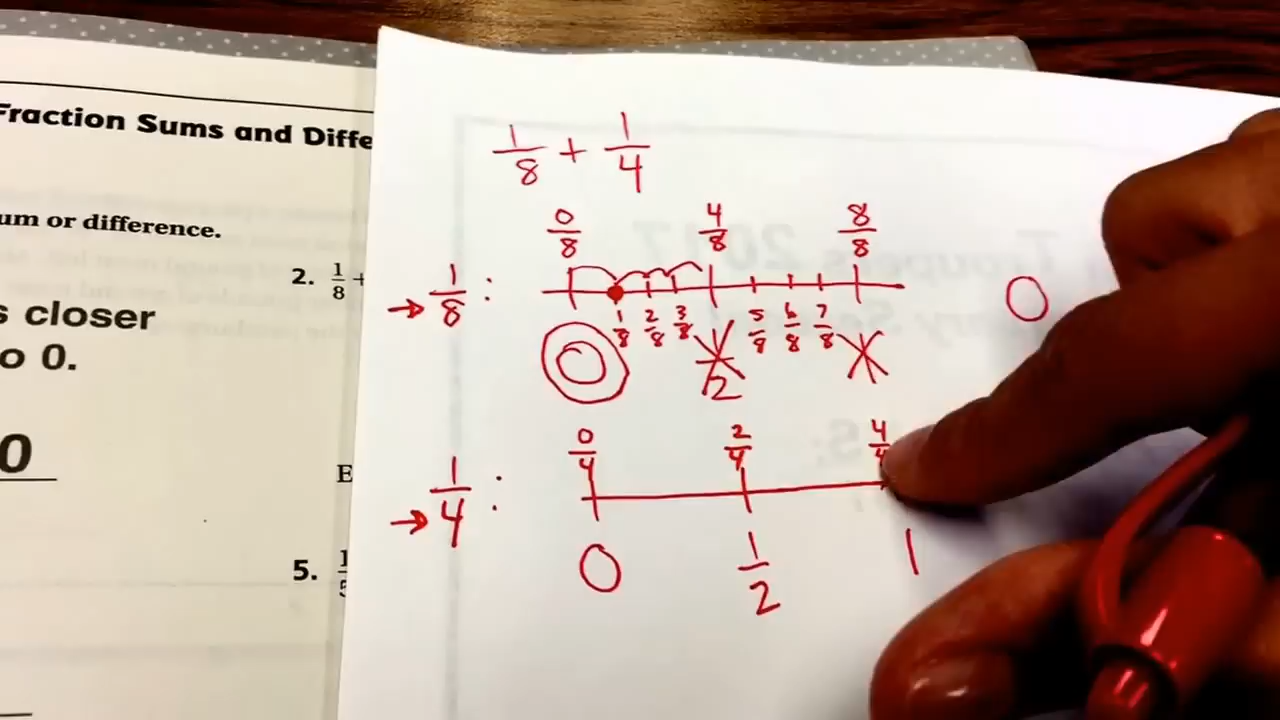 Fraction Sums and Diffe
um or difference.
2. 1/8 +
s closer
o 0.
0
E
5.
1/8 + 1/4
0/8 4/8 8/8
→ 1/8 :
1/8 2/8 3/8 5/8 6/8 7/8
0 1/2 1
0
0/4 2/4 4/4
→ 1/4 :
0 1/2 1